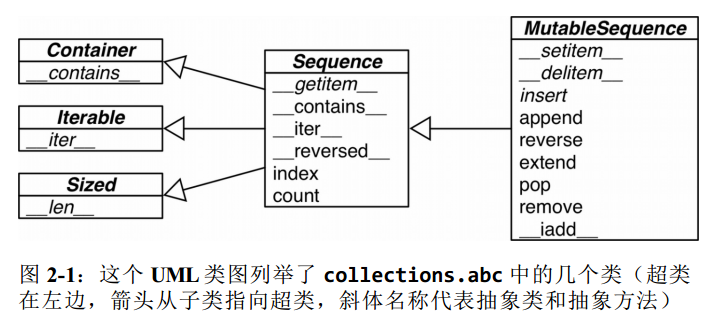 Container
__contains__
Iterable
__iter__
Sized
__len__
Sequence
__getitem__
__contains__
__iter__
__reversed__
index
count
MutableSequence
__setitem__
__delitem__
insert
append
reverse
extend
pop
remove
__iadd__
图 2-1：这个 UML 类图列举了 collections.abc 中的几个类（超类
在左边，箭头从子类指向超类，斜体名称代表抽象类和抽象方法）